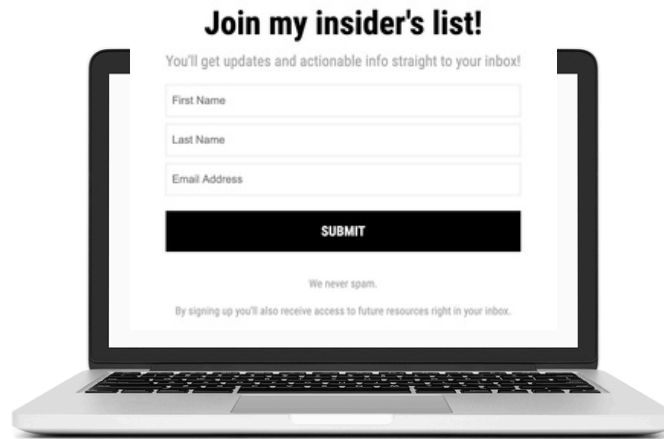 Join my insider's list!
You'll get updates and actionable info straight to your inbox!
First Name
Last Name
Email Address
SUBMIT
We never spam.
By signing up you'll also receive access to future resources right in your inbox.